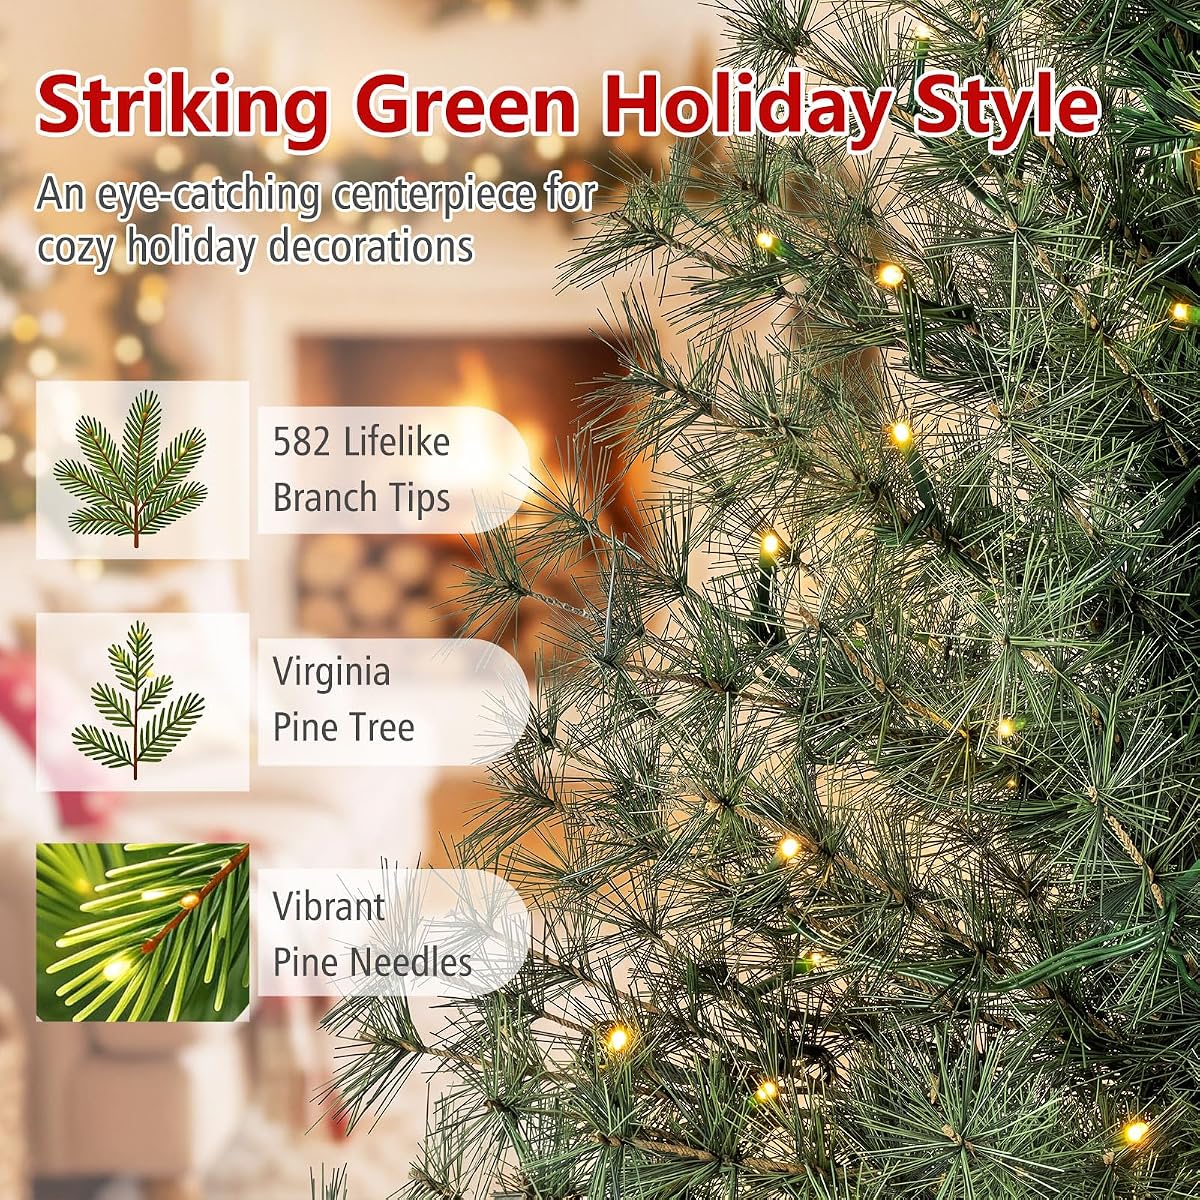 Striking Green Holiday Style
An eye-catching centerpiece for
cozy holiday decorations
582 Lifelike
Branch Tips
Virginia
Pine Tree
Vibrant
Pine Needles